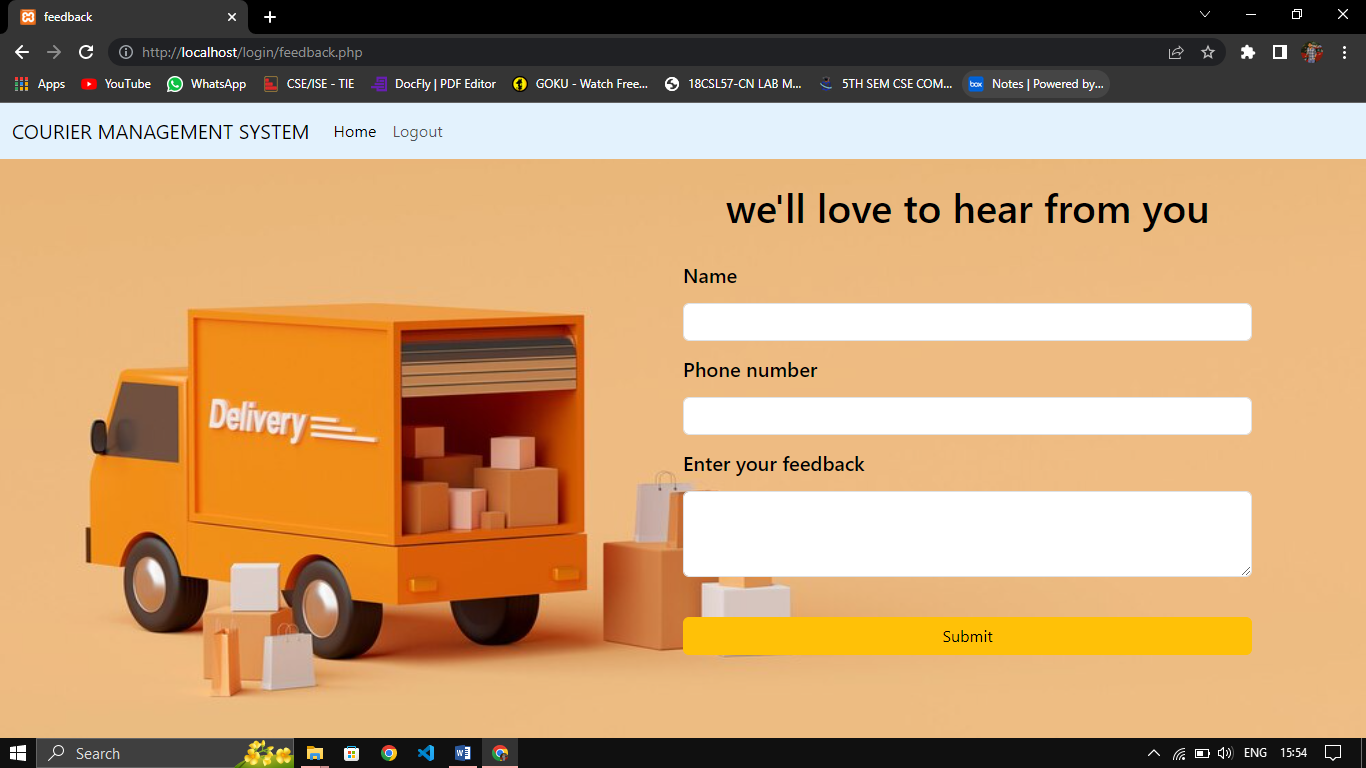 feedback
http://localhost/login/feedback.php
Apps YouTube WhatsApp CSE/ISE - TIE DocFly | PDF Editor GOKU - Watch Free... 18CSL57-CN LAB M... 5TH SEM CSE COM... box Notes | Powered by...
COURIER MANAGEMENT SYSTEM Home Logout
we'll love to hear from you
Name
Phone number
Delivery
Enter your feedback
Submit
Search ENG 15:54